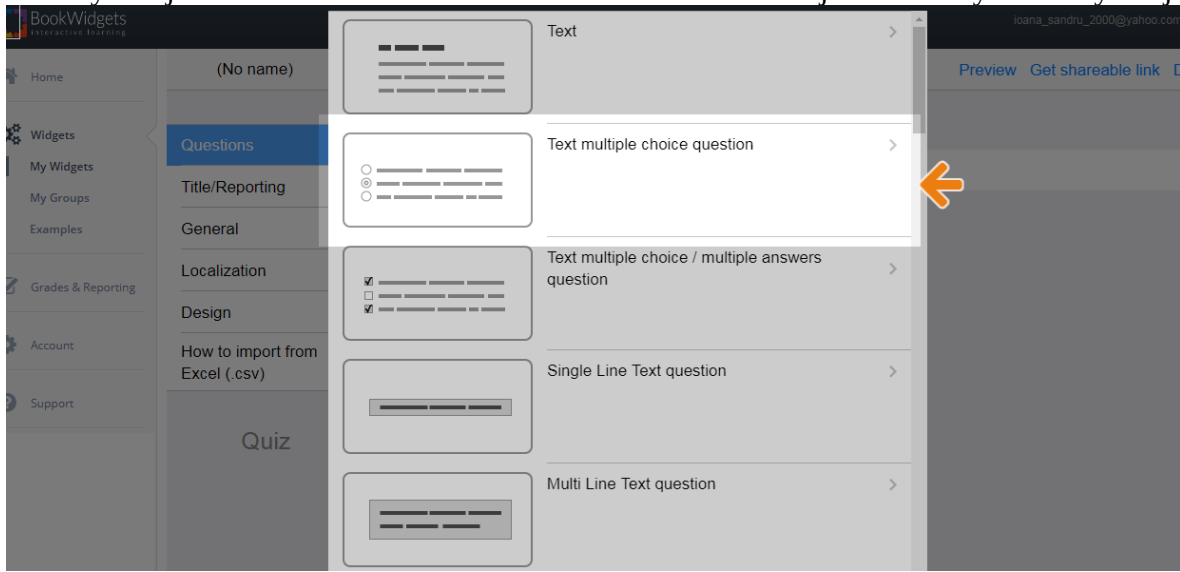 BookWidgets
interactive learning
ioana_sandru_2000@yahoo.com
Home
Widgets
My Widgets
My Groups
Examples
Grades & Reporting
Account
Support
(No name)
Preview Get shareable link
Questions
Title/Reporting
General
Localization
Design
How to import from
Excel (.csv)
Quiz
Text
Text multiple choice question
Text multiple choice / multiple answers
question
Single Line Text question
Multi Line Text question